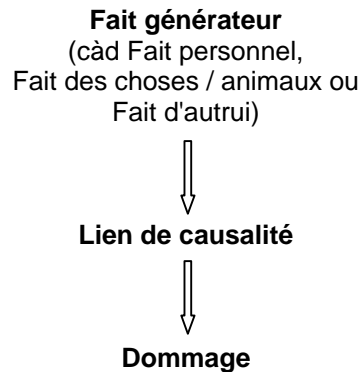 Fait générateur
(càd Fait personnel,
Fait des choses / animaux ou
Fait d'autrui)
Lien de causalité
Dommage